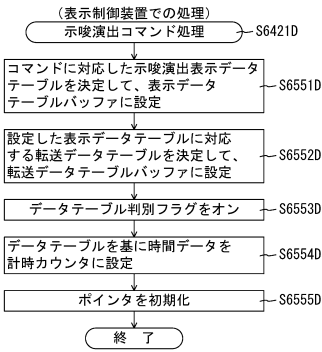 （表示制御装置での処理）
示唆演出コマンド処理
S6421D
コマンドに対応した示唆演出表示データ
テーブルを決定して、表示データ
テーブルバッファに設定
S6551D
設定した表示データテーブルに対応
する転送データテーブルを決定して、
転送データテーブルバッファに設定
S6552D
データテーブル判別フラグをオン
S6553D
データテーブルを基に時間データを
計時カウンタに設定
S6554D
ポインタを初期化
S6555D
終 了